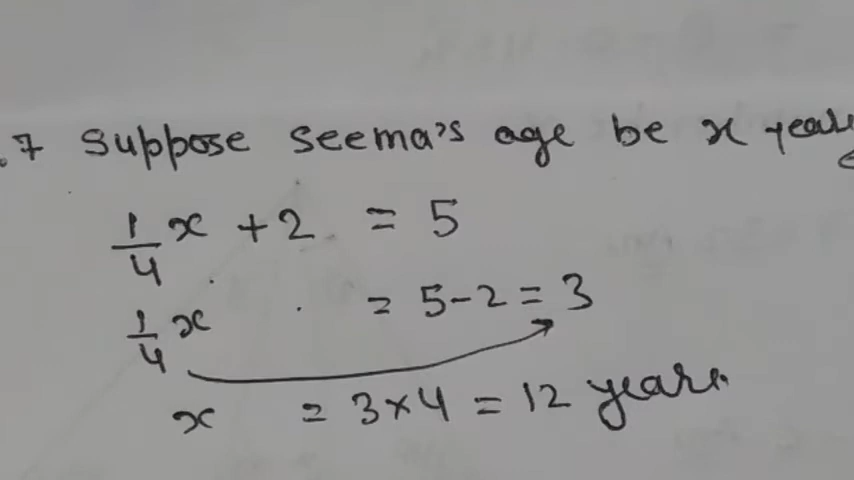 .7 Suppose Seema's age be x years
1/4 x + 2 = 5
1/4 x = 5-2 = 3
x = 3×4 = 12 years.